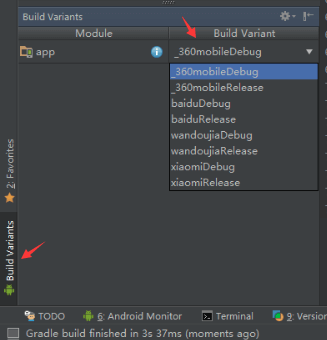 Build Variants
Module
Build Variant
app
_360mobileDebug
_360mobileDebug
_360mobileRelease
baiduDebug
baiduRelease
wandoujiaDebug
wandoujiaRelease
xiaomiDebug
xiaomiRelease
2: Favorites
Build Variants
TODO
6: Android Monitor
Terminal
9: Version
Gradle build finished in 3s 37ms (moments ago)